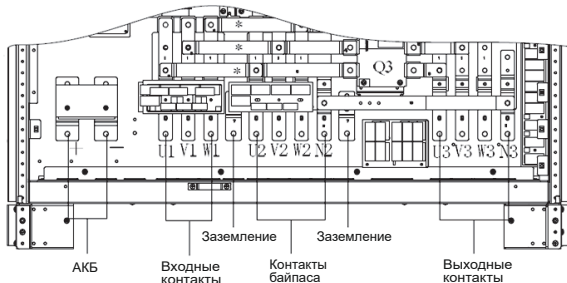 *
*
*
Q3
+ − U1 V1 W1 U2 V2 W2 N2 U3 V3 W3 N3
Заземление Заземление
АКБ Входные контакты Контакты байпаса Выходные контакты